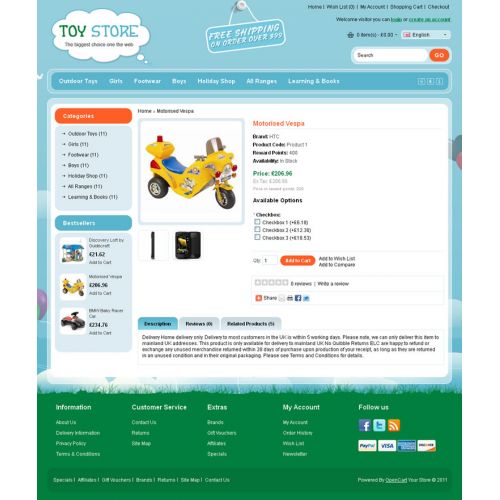 Home | Wish List (0) | My Account | Shopping Cart | Checkout
Welcome visitor you can login or create an account.
TOY STORE
The biggest choice one the web
FREE SHIPPING
ON ORDER OVER $99
0 item(s) - €0.00
English
Search
GO
Outdoor Toys Girls Footwear Boys Holiday Shop All Ranges Learning & Books
Categories
Outdoor Toys (11)
Girls (11)
Footwear (11)
Boys (11)
Holiday Shop (11)
All Ranges (11)
Learning & Books (11)
Bestsellers
Discovery Loft by Guidecraft
€21.62
Add to Cart
Motorised Vespa
€206.96
Add to Cart
BMW Baby Racer Car
€234.76
Add to Cart
Home » Motorised Vespa
Motorised Vespa
Brand: HTC
Product Code: Product 1
Reward Points: 400
Availability: In Stock
Price: €206.96
Ex Tax: €206.96
Price in reward points: 200
Available Options
* Checkbox:
Checkbox 1 (+€6.18)
Checkbox 2 (+€12.36)
Checkbox 3 (+€18.53)
Qty: 1
Add to Cart
Add to Wish List
Add to Compare
0 reviews | Write a review
Share
Description Reviews (0) Related Products (5)
Delivery Home delivery only Delivery to most customers in the UK is within 5 working days. Please note, we can only deliver this item to
mainland UK addresses. This product is only available for delivery to mainland UK No Quibble Returns ELC are happy to refund or
exchange any unused merchandise returned within 28 days of purchase upon production of your receipt, as long as they are returned
in an unused condition and in their original packaging. Please see Terms and Conditions for details.
Information
About Us
Delivery Information
Privacy Policy
Terms & Conditions
Customer Service
Contact Us
Returns
Site Map
Extras
Brands
Gift Vouchers
Affiliates
Specials
My Account
My Account
Order History
Wish List
Newsletter
Follow us
PayPal VISA DISCOVER
Specials | Affiliates | Gift Vouchers | Brands | Returns | Site Map | Contact Us
Powered By OpenCart Your Store © 2011